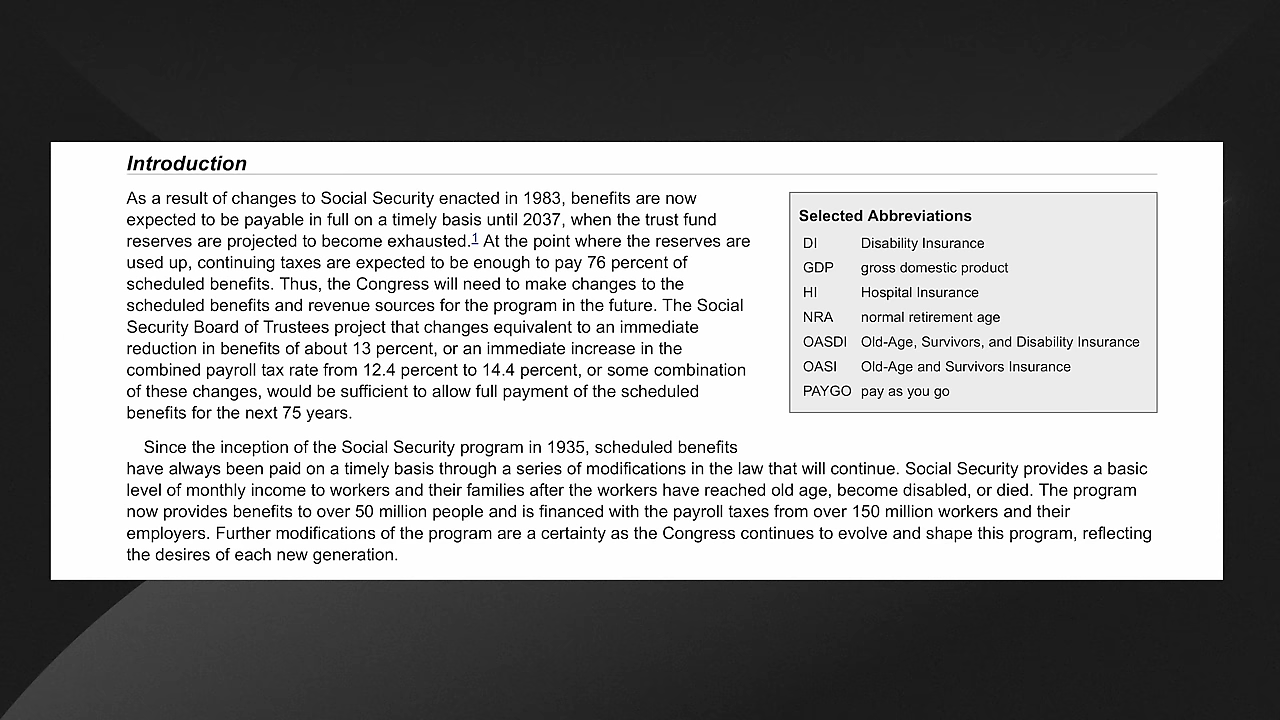 Introduction
As a result of changes to Social Security enacted in 1983, benefits are now
expected to be payable in full on a timely basis until 2037, when the trust fund
reserves are projected to become exhausted.1 At the point where the reserves are
used up, continuing taxes are expected to be enough to pay 76 percent of
scheduled benefits. Thus, the Congress will need to make changes to the
scheduled benefits and revenue sources for the program in the future. The Social
Security Board of Trustees project that changes equivalent to an immediate
reduction in benefits of about 13 percent, or an immediate increase in the
combined payroll tax rate from 12.4 percent to 14.4 percent, or some combination
of these changes, would be sufficient to allow full payment of the scheduled
benefits for the next 75 years.
Selected Abbreviations
DI Disability Insurance
GDP gross domestic product
HI Hospital Insurance
NRA normal retirement age
OASDI Old-Age, Survivors, and Disability Insurance
OASI Old-Age and Survivors Insurance
PAYGO pay as you go
Since the inception of the Social Security program in 1935, scheduled benefits
have always been paid on a timely basis through a series of modifications in the law that will continue. Social Security provides a basic
level of monthly income to workers and their families after the workers have reached old age, become disabled, or died. The program
now provides benefits to over 50 million people and is financed with the payroll taxes from over 150 million workers and their
employers. Further modifications of the program are a certainty as the Congress continues to evolve and shape this program, reflecting
the desires of each new generation.